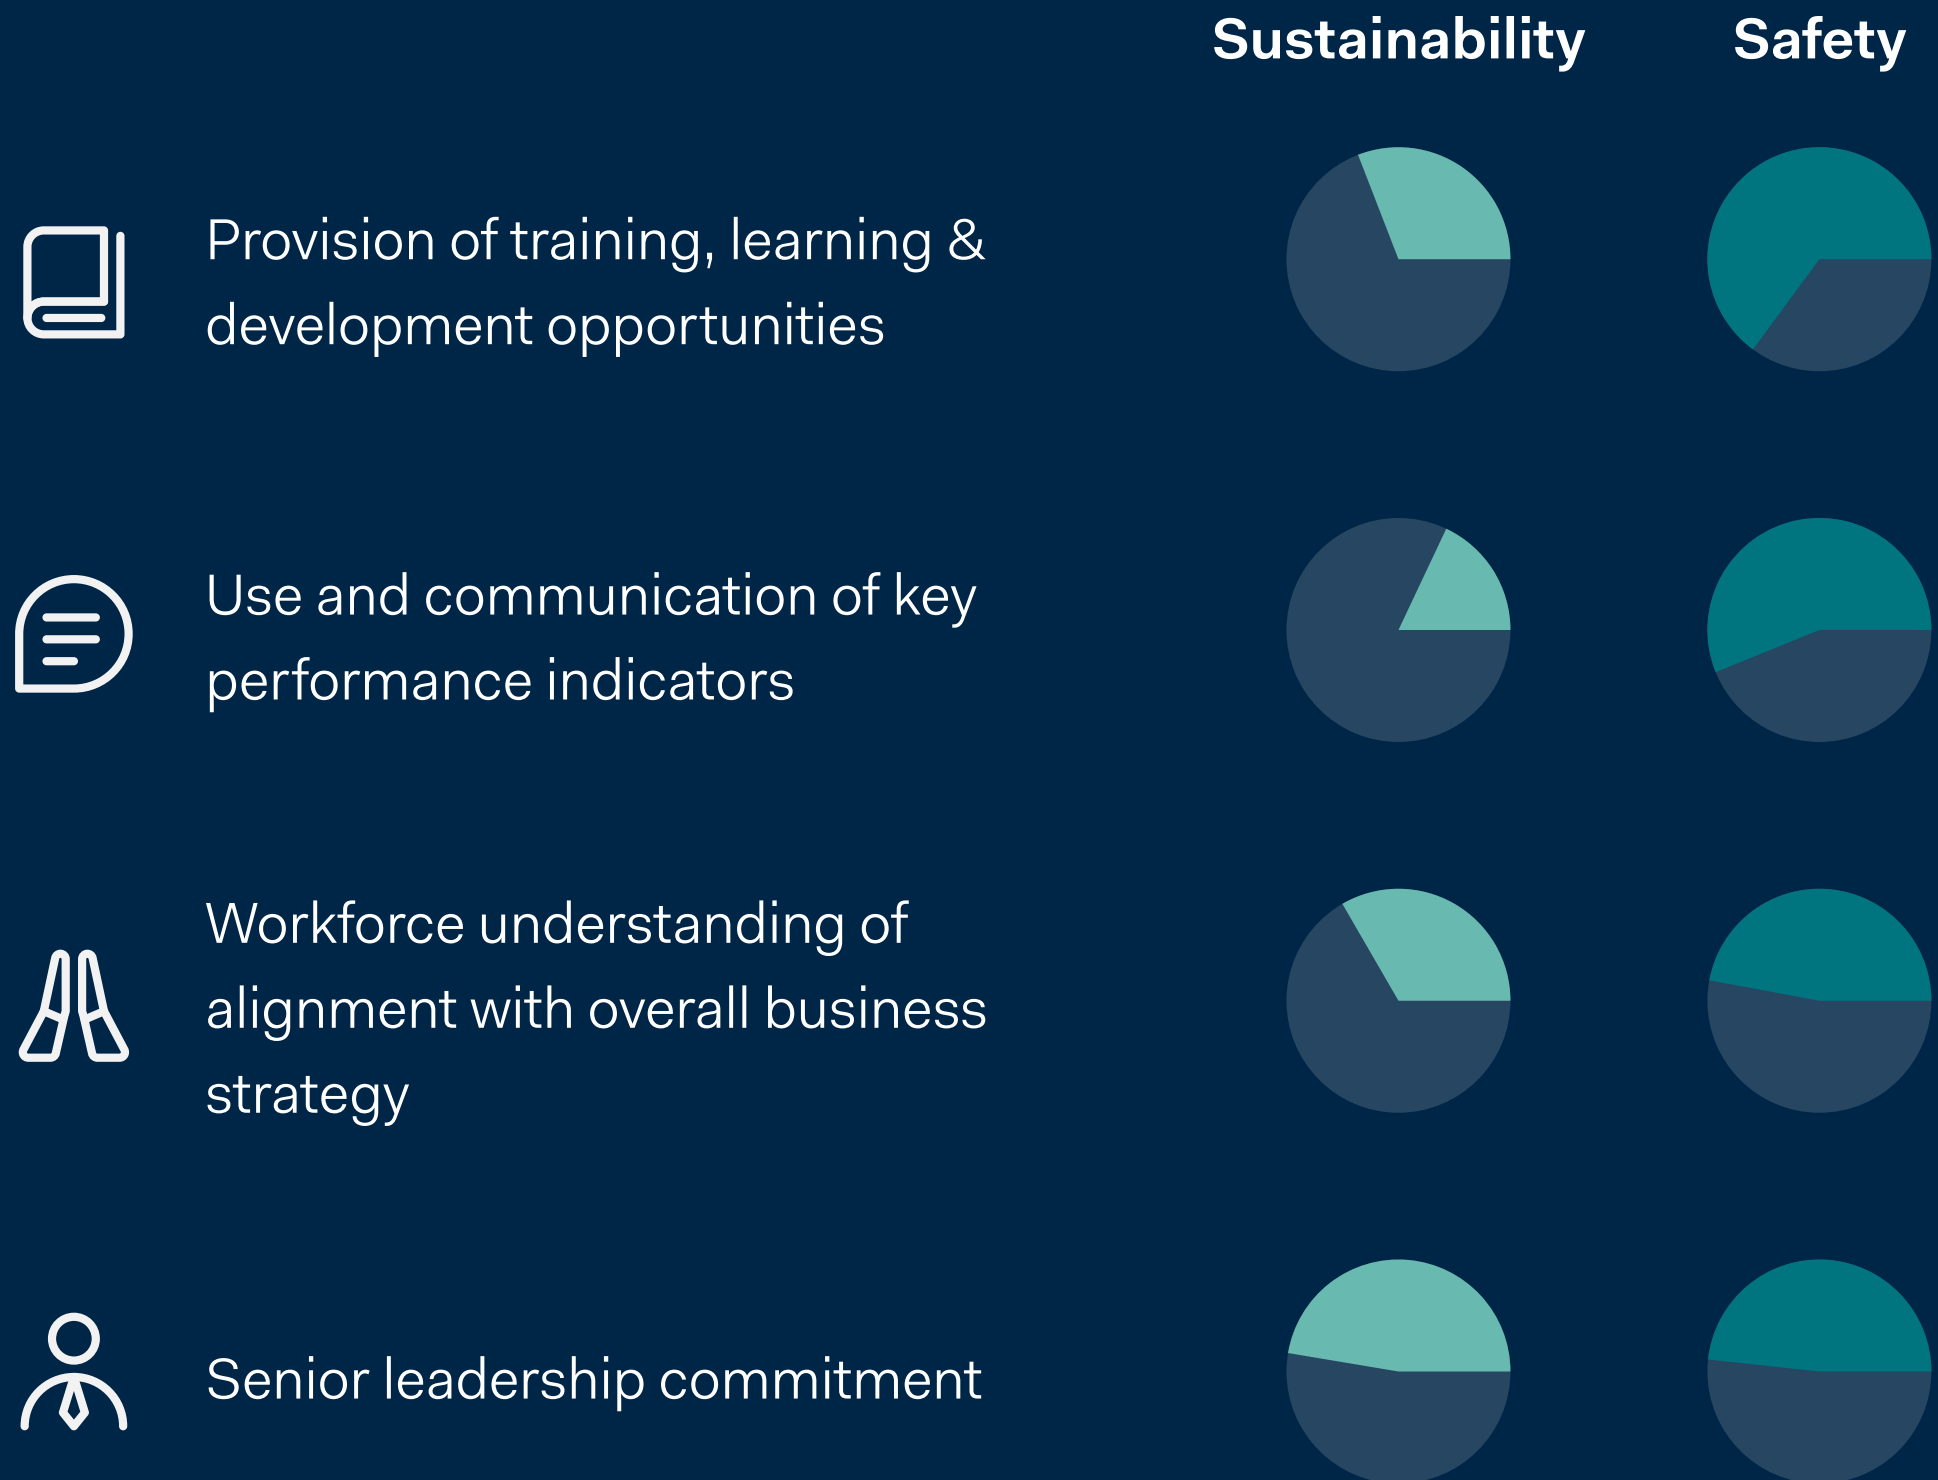 Sustainability Safety
Provision of training, learning &
development opportunities
Use and communication of key
performance indicators
Workforce understanding of
alignment with overall business
strategy
Senior leadership commitment